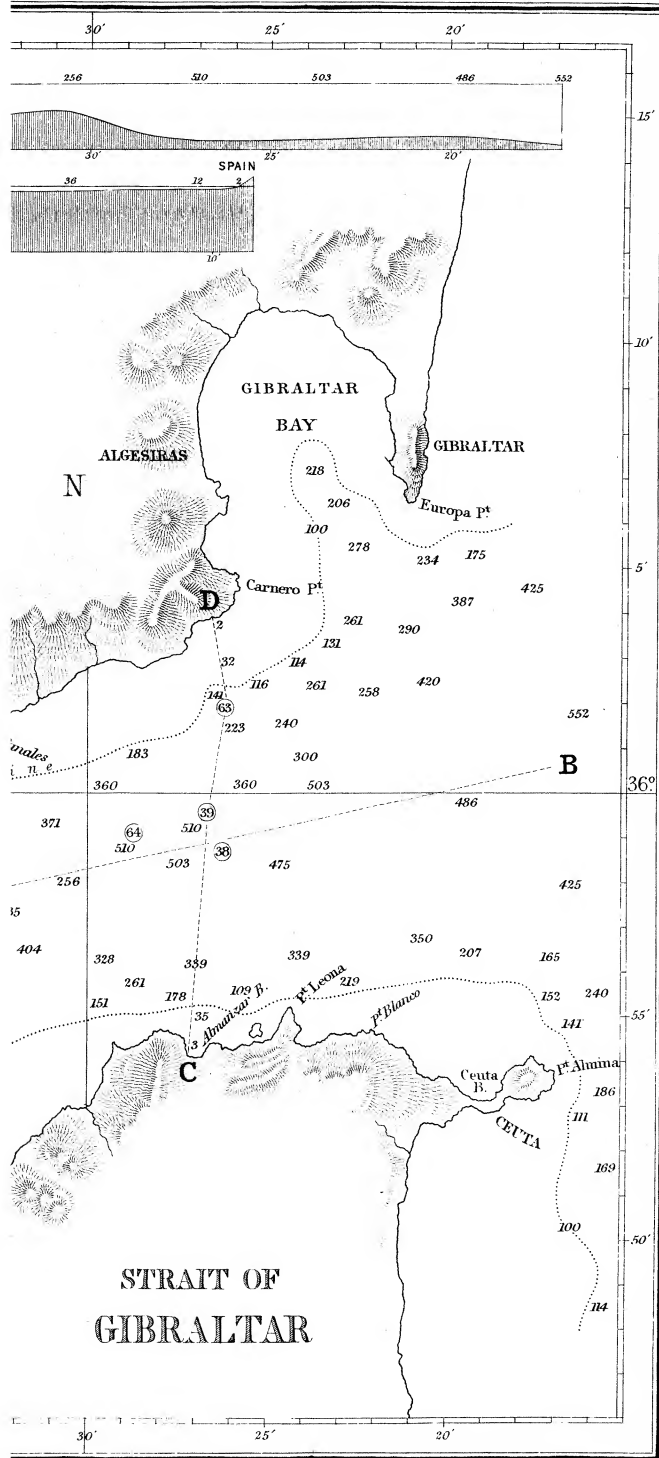 30' 25' 20'
256 510 503 486 552
15'
30' 25' 20'
SPAIN
36 12 2
10'
10'
GIBRALTAR
BAY
ALGESIRAS
GIBRALTAR
218
N
206
Europa Pt.
100
278
234 175
5'
Carnero Pt.
425
D
387
2
261
290
131
32
114
116 261 258 420
141
63
223 240
552
imales
183
300
B
ine
360 360 503
36°
486
39
371 64 510
510 38
503 475
256
425
35
404 350
328 339 339 207 165
261 219
109
178
151 152 240
35 Almanzar B.
Pt. Leona
Pt. Blanco
141
3
C
Ceuta
B.
Pt. Almina
186
111
CEUTA
169
100
50'
55'
STRAIT OF
GIBRALTAR
114
30' 25' 20'